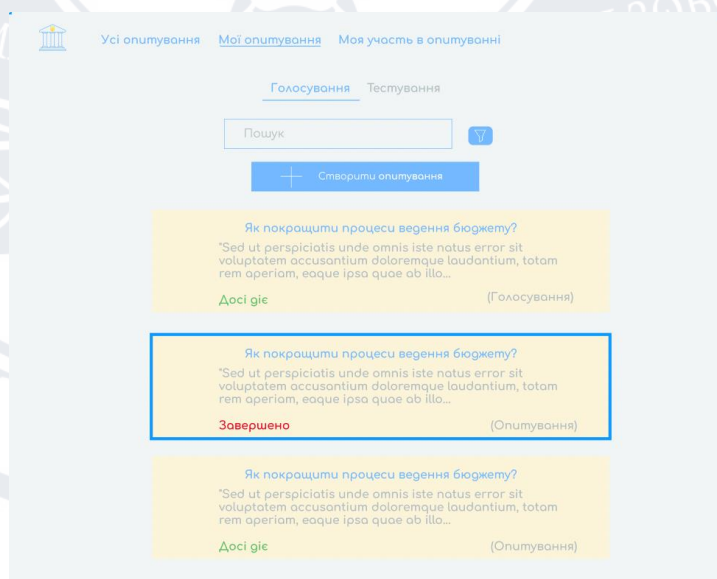 Усі опитування Мої опитування Моя участь в опитуванні
Голосування Тестування
Пошук
Створити опитування
Як покращити процеси ведення бюджету?
"Sed ut perspiciatis unde omnis iste natus error sit
voluptatem accusantium doloremque laudantium, totam
rem aperiam, eaque ipsa quae ab illo...
Досі діє (Голосування)
Як покращити процеси ведення бюджету?
"Sed ut perspiciatis unde omnis iste natus error sit
voluptatem accusantium doloremque laudantium, totam
rem aperiam, eaque ipsa quae ab illo...
Завершено (Опитування)
Як покращити процеси ведення бюджету?
"Sed ut perspiciatis unde omnis iste natus error sit
voluptatem accusantium doloremque laudantium, totam
rem aperiam, eaque ipsa quae ab illo...
Досі діє (Опитування)